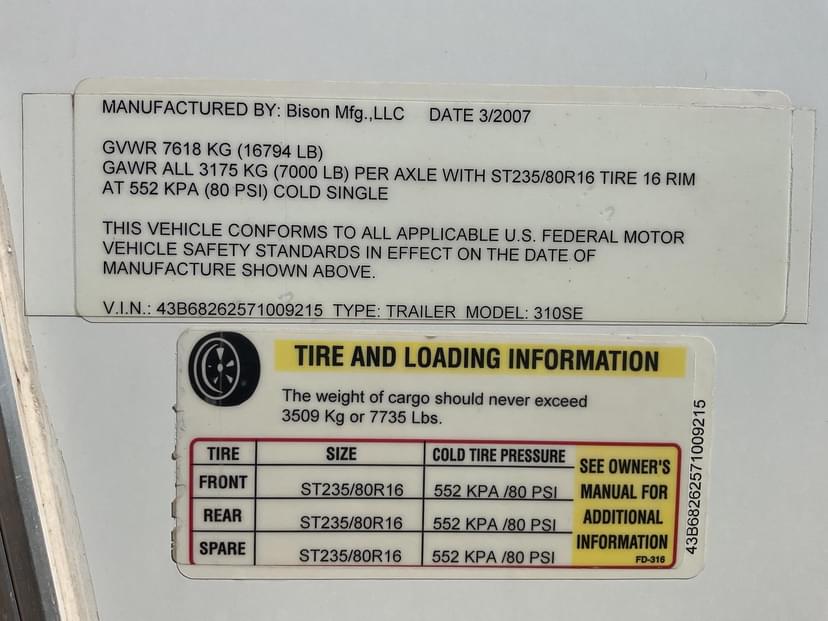 MANUFACTURED BY: Bison Mfg.,LLC DATE 3/2007
GVWR 7618 KG (16794 LB)
GAWR ALL 3175 KG (7000 LB) PER AXLE WITH ST235/80R16 TIRE 16 RIM
AT 552 KPA (80 PSI) COLD SINGLE
THIS VEHICLE CONFORMS TO ALL APPLICABLE U.S. FEDERAL MOTOR
VEHICLE SAFETY STANDARDS IN EFFECT ON THE DATE OF
MANUFACTURE SHOWN ABOVE.
V.I.N.: 43B68262571009215 TYPE: TRAILER MODEL: 310SE
TIRE AND LOADING INFORMATION
The weight of cargo should never exceed
3509 Kg or 7735 Lbs.
TIRE SIZE COLD TIRE PRESSURE
FRONT ST235/80R16 552 KPA /80 PSI
REAR ST235/80R16 552 KPA /80 PSI
SPARE ST235/80R16 552 KPA /80 PSI
SEE OWNER'S
MANUAL FOR
ADDITIONAL
INFORMATION
FD-316
43B68262571009215